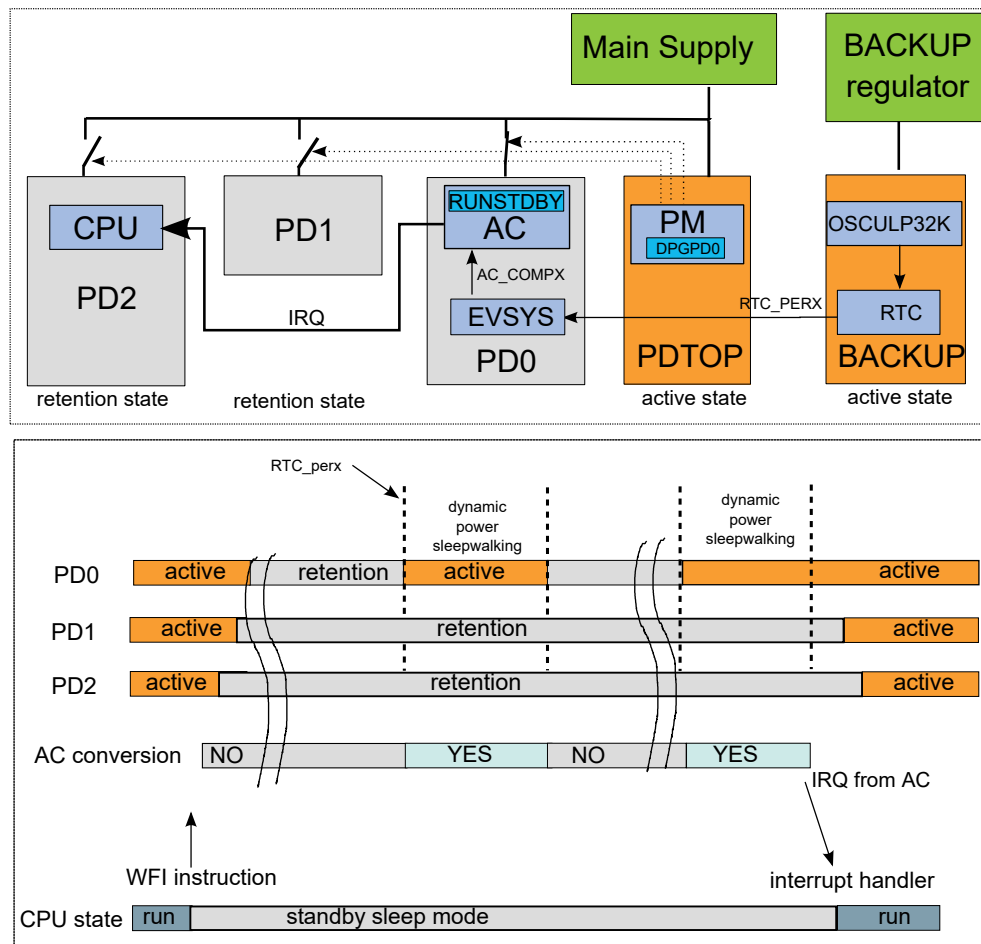 Main Supply
BACKUP
regulator
RUNSTDBY
CPU
AC
PM
OSCULP32K
PD1
DPGPD0
AC_COMPX
PD2
IRQ
EVSYS
RTC_PERX
RTC
PD0
PDTOP
BACKUP
retention state
retention state
active state
active state
RTC_perx
dynamic
power
sleepwalking
dynamic
power
sleepwalking
PD0 active retention active active
PD1 active retention active
PD2 active retention active
AC conversion NO YES NO YES
IRQ from AC
WFI instruction
interrupt handler
CPU state run standby sleep mode run